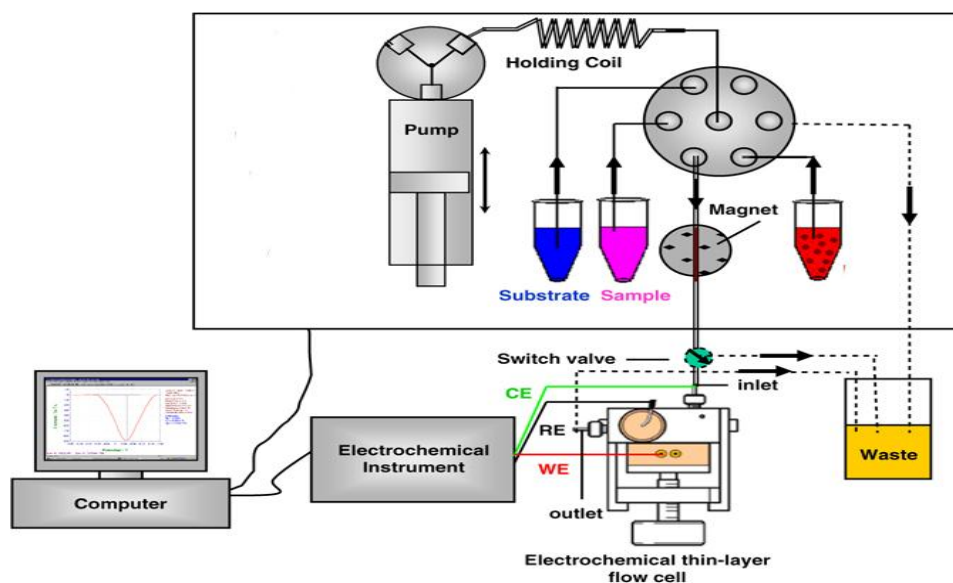 Holding Coil
Pump
Magnet
Substrate
Sample
Switch valve
inlet
CE
RE
WE
Electrochemical
Instrument
Waste
Computer
outlet
Electrochemical thin-layer
flow cell